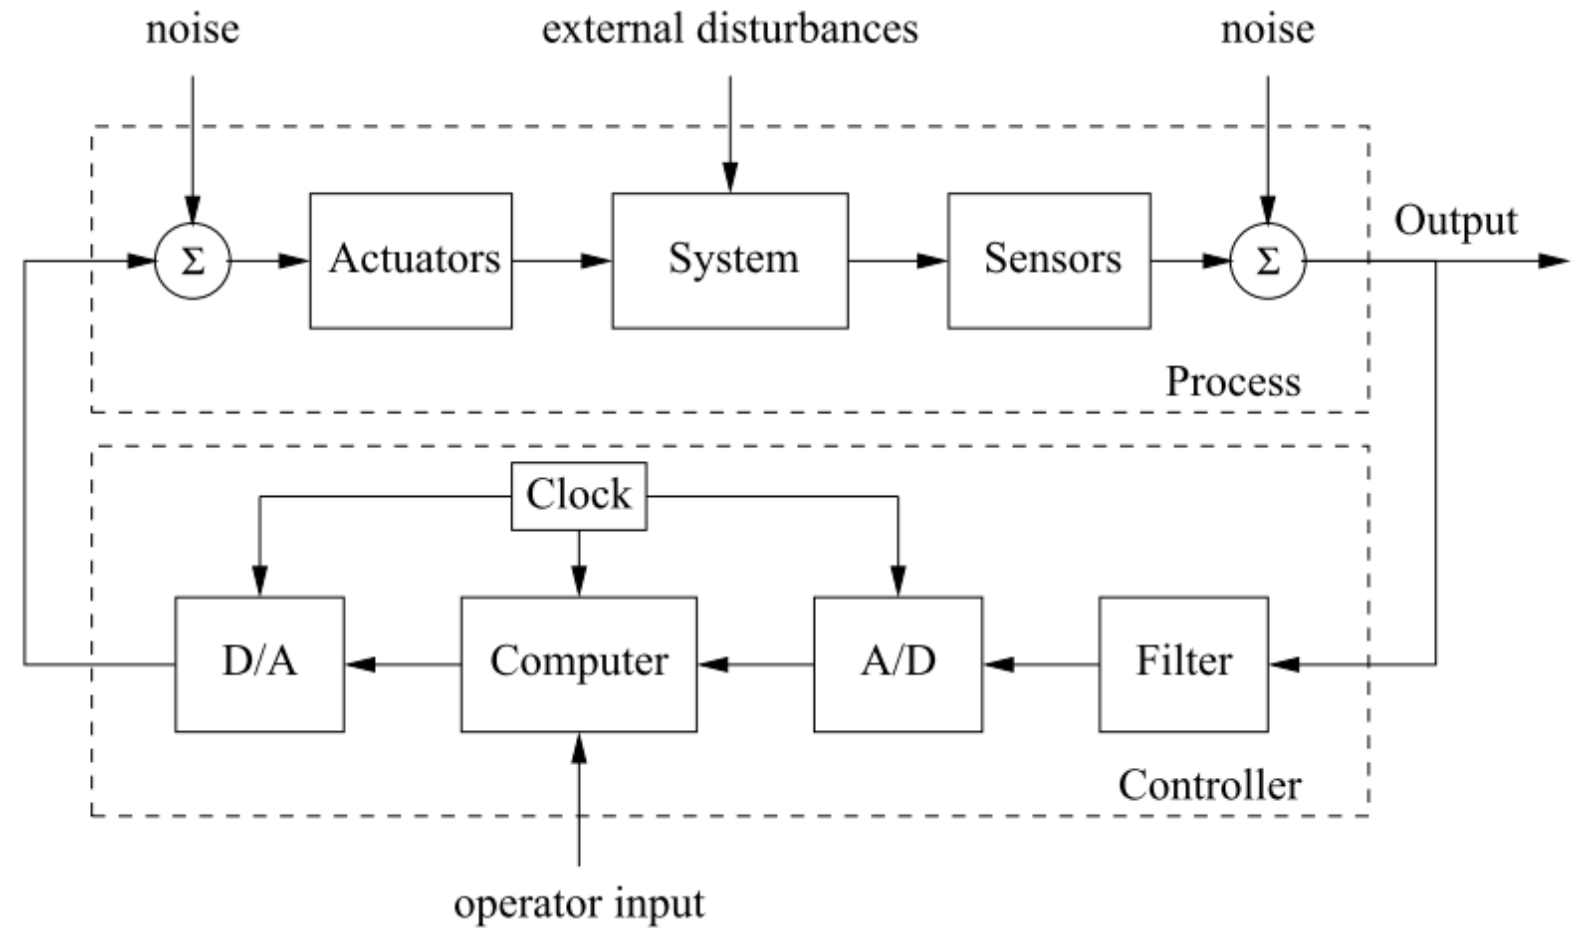 noise
external disturbances
noise
Output
Σ
Actuators
System
Sensors
Σ
Process
Clock
D/A
Computer
A/D
Filter
Controller
operator input